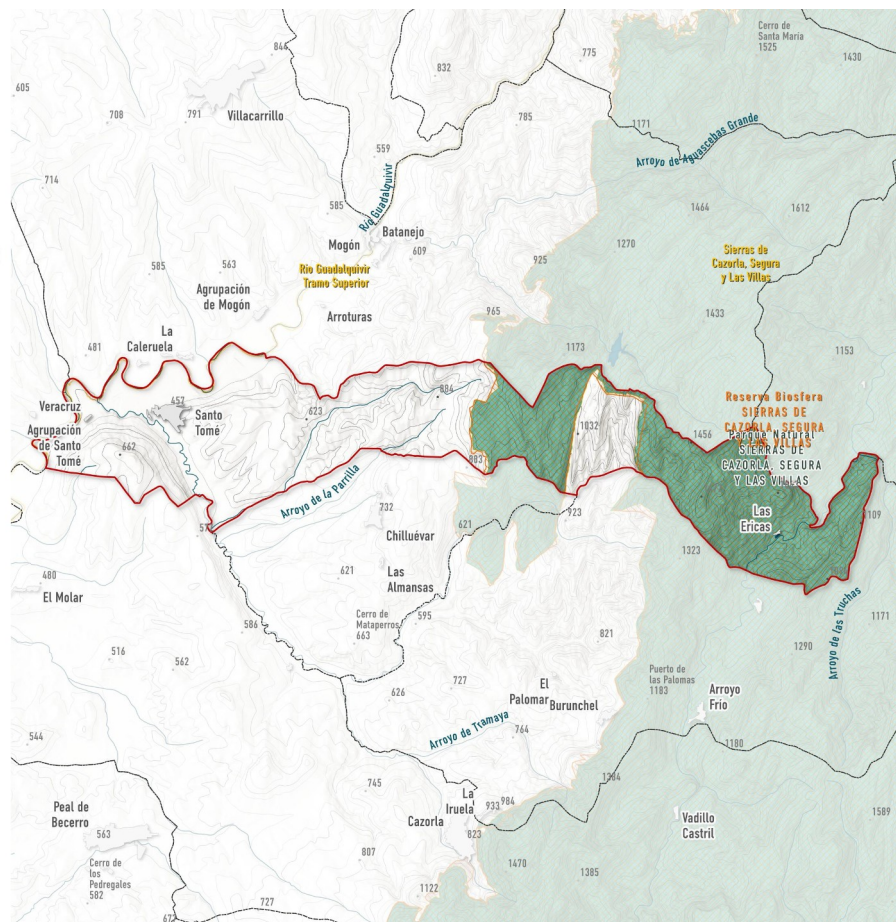 Cerro de
Santa María
1525
1430
846
775
832
605
708
791
Villacarrillo
785
1171
Arroyo de Aguascebas Grande
559
714
585
Río Guadalquivir
1464
1612
Mogón
Batanejo
609
1270
Sierras de
Cazorla, Segura
y Las Villas
Río Guadalquivir
Tramo Superior
585
563
925
Agrupación
de Mogón
965
1433
Arroturas
La
Caleruela
481
1173
1153
457
884
Reserva Biosfera
SIERRAS DE
CAZORLA, SEGURA
Y LAS VILLAS
Veracruz
Santo
Tomé
623
Agrupación
de Santo
Tomé
662
1032
1456
Parque Natural
SIERRAS DE
CAZORLA, SEGURA
Y LAS VILLAS
Arroyo de la Parrilla
732
923
Las
Ericas
621
Chilluévar
1323
480
El Molar
621
Las
Almansas
586
Cerro de
Mataperros
663
595
821
Arroyo de las Truchas
1171
516
562
1290
Puerto de
las Palomas
1183
626
727
El
Palomar
Burunchel
Arroyo
Frío
544
Arroyo de Tramaya
764
1180
745
Peal de
Becerro
563
La
Iruela
933
984
Cazorla
823
Vadillo
Castril
1589
Cerro de
los
Pedregales
582
807
1470
1385
1122
727